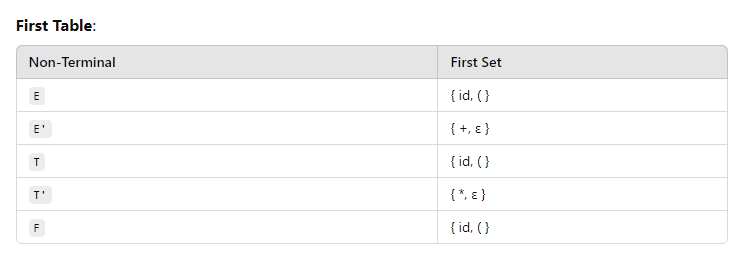 First Table:
Non-Terminal First Set
E { id, ( }
E' { +, ε }
T { id, ( }
T' { *, ε }
F { id, ( }